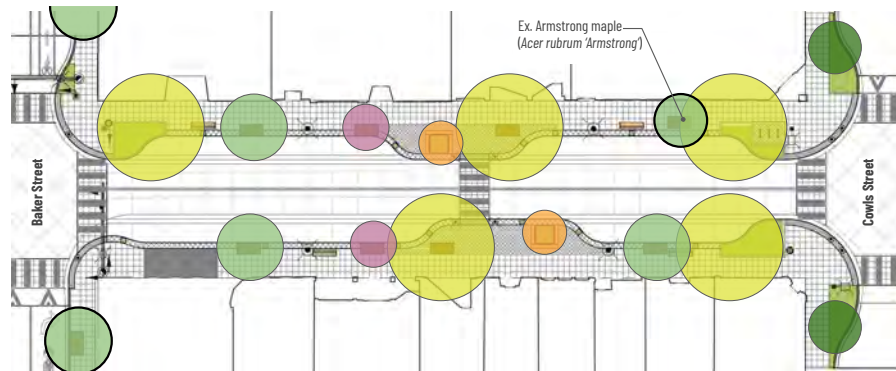 Ex. Armstrong maple
(Acer rubrum ‘Armstrong’)
Baker Street
Cowls Street